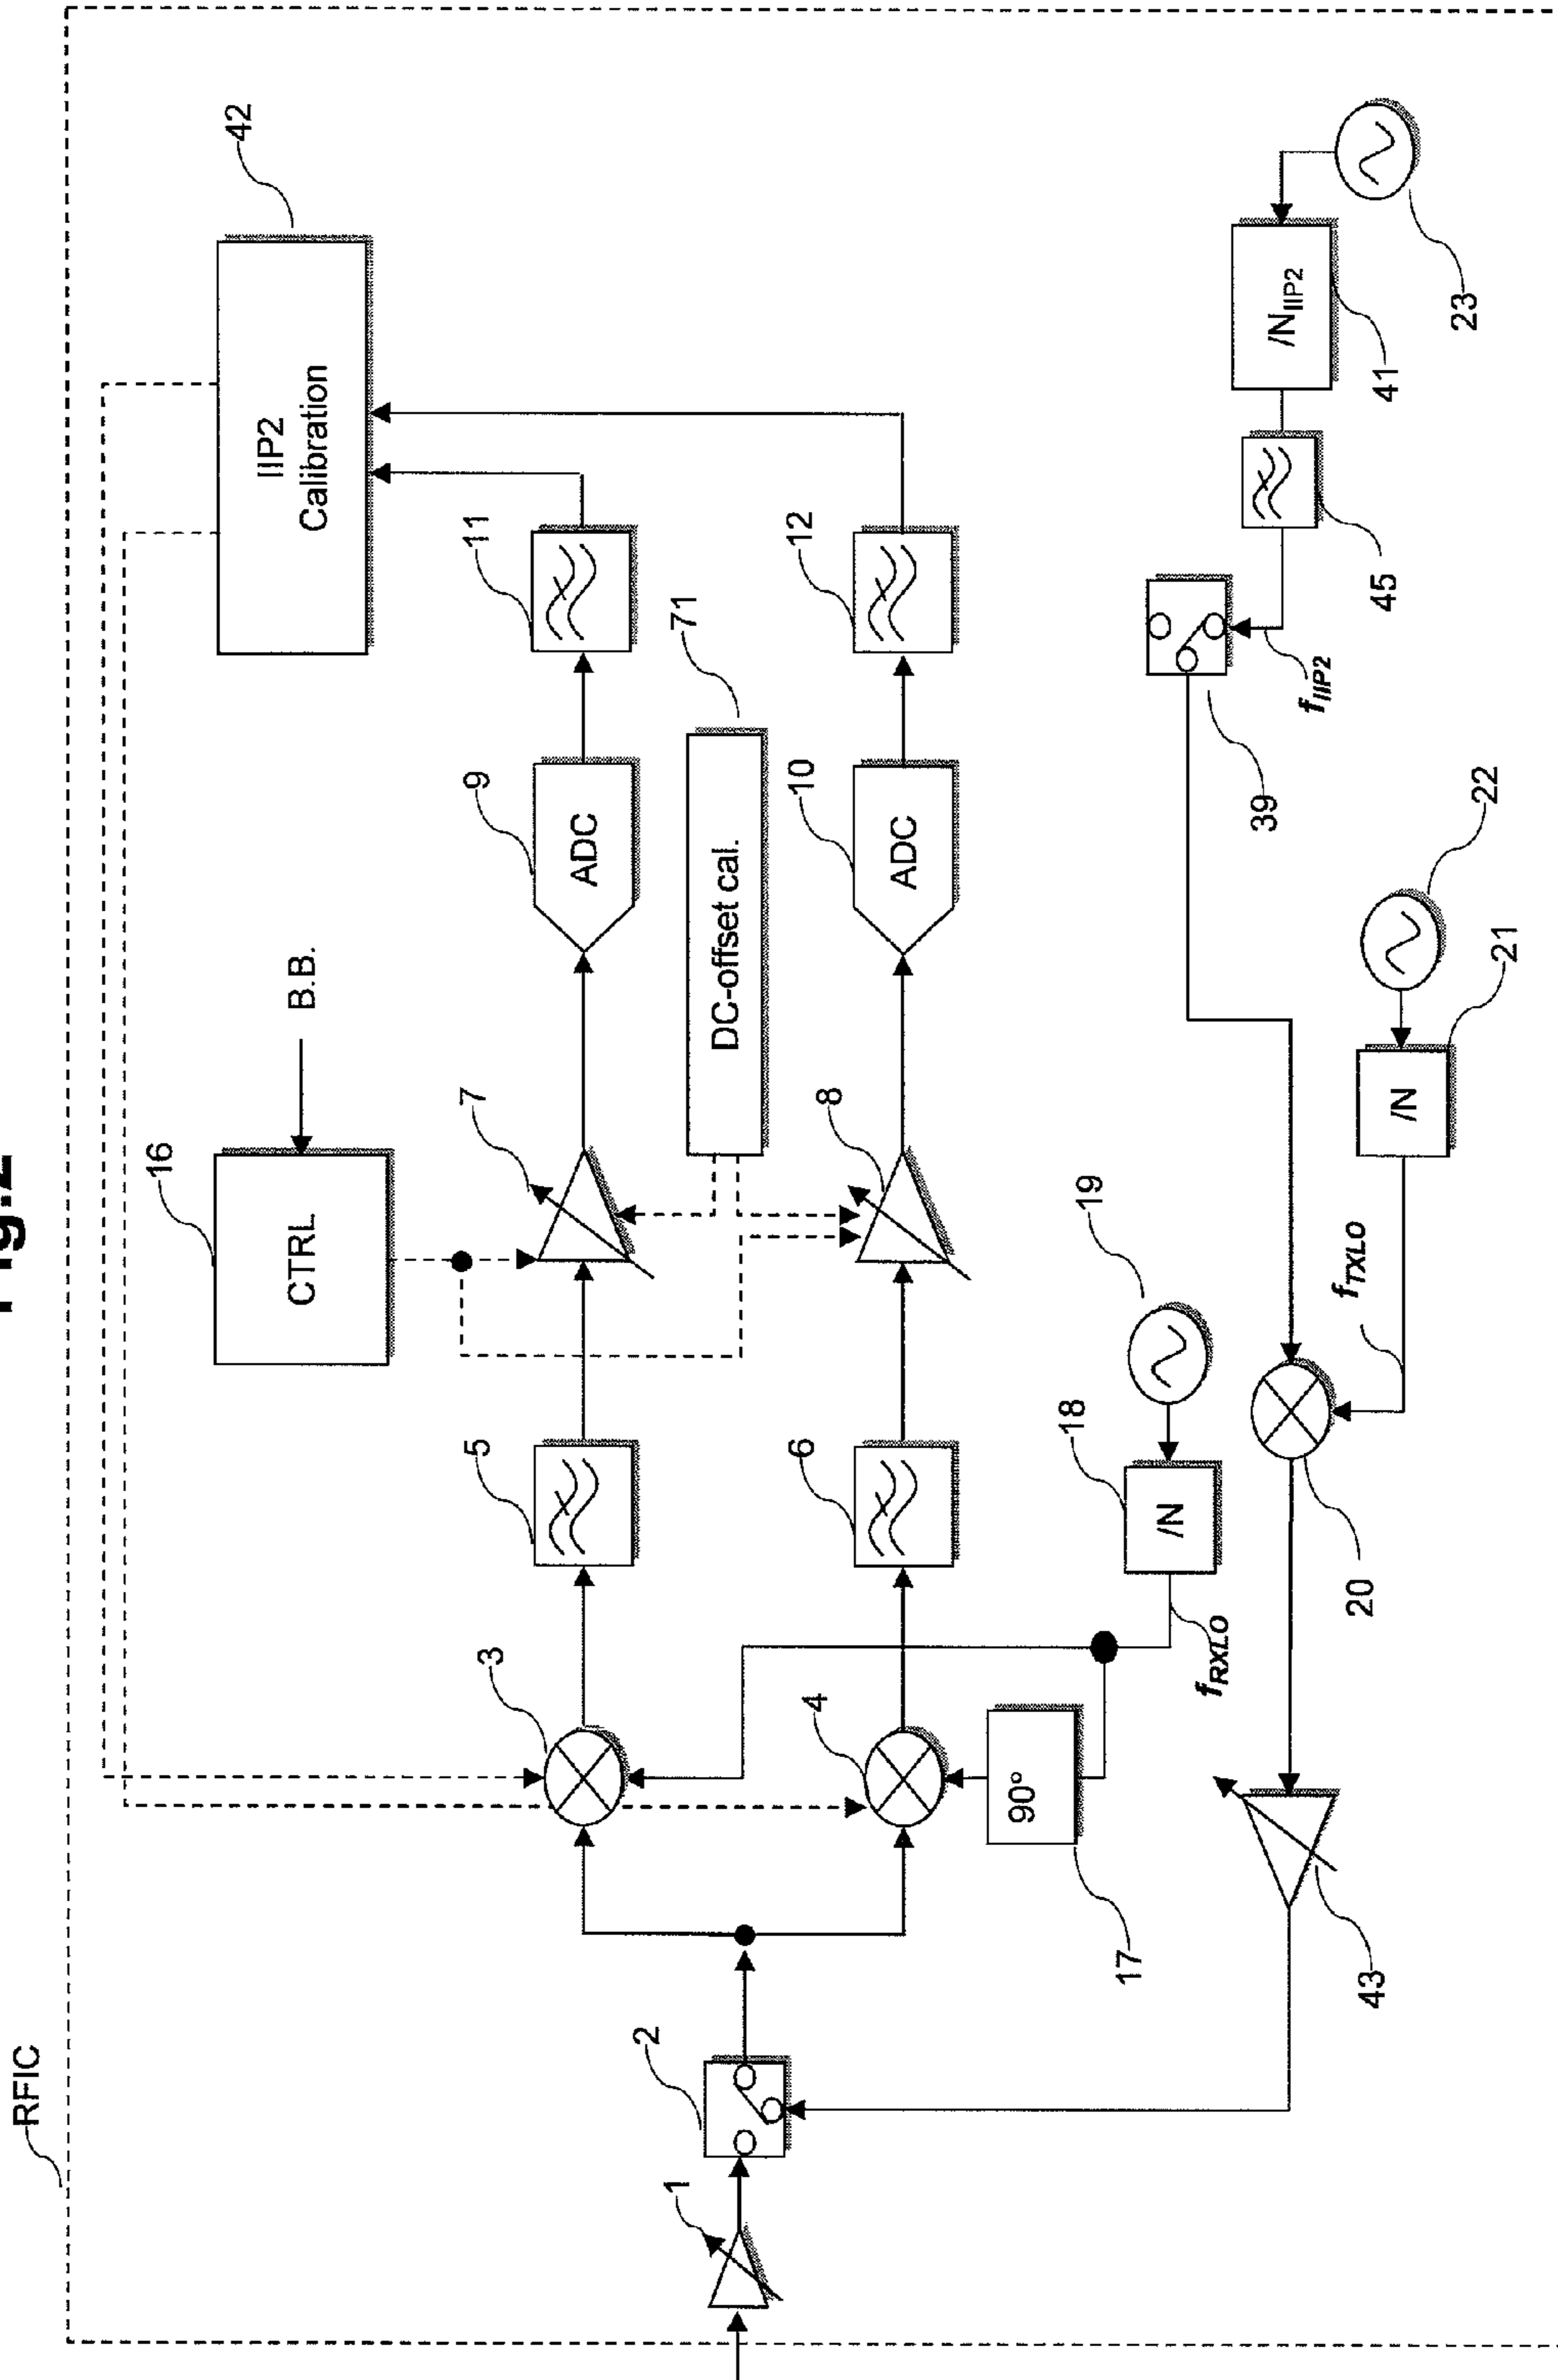 Fig.2
RFIC
16
CTRL
B.B.
42
IIP2
Calibration
3
5
7
9
ADC
11
1
2
71
DC-offset cal.
4
6
8
10
ADC
12
90°
17
18
/N
19
fRXLO
39
fIIP2
45
/NIIP2
41
23
43
20
fTXLO
/N
21
22